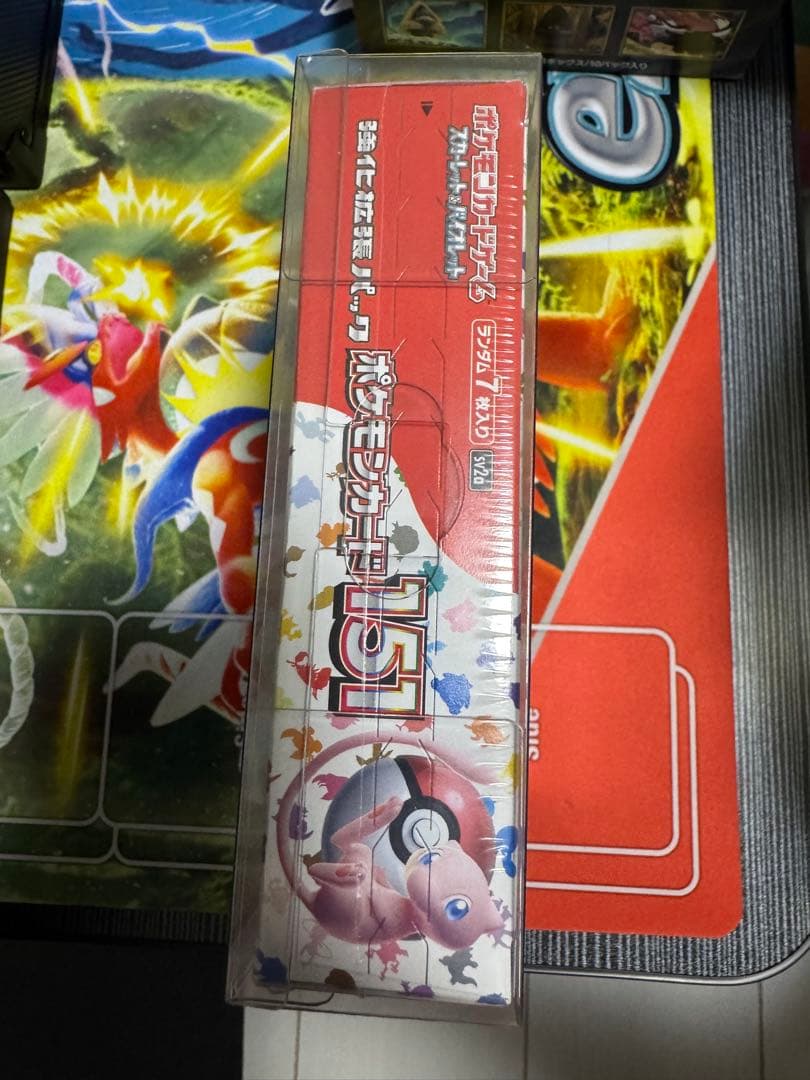 ポケモンカードゲーム
スカーレット&バイオレット
強化拡張パック
ポケモンカード151
ランダム7枚入り
sv2a